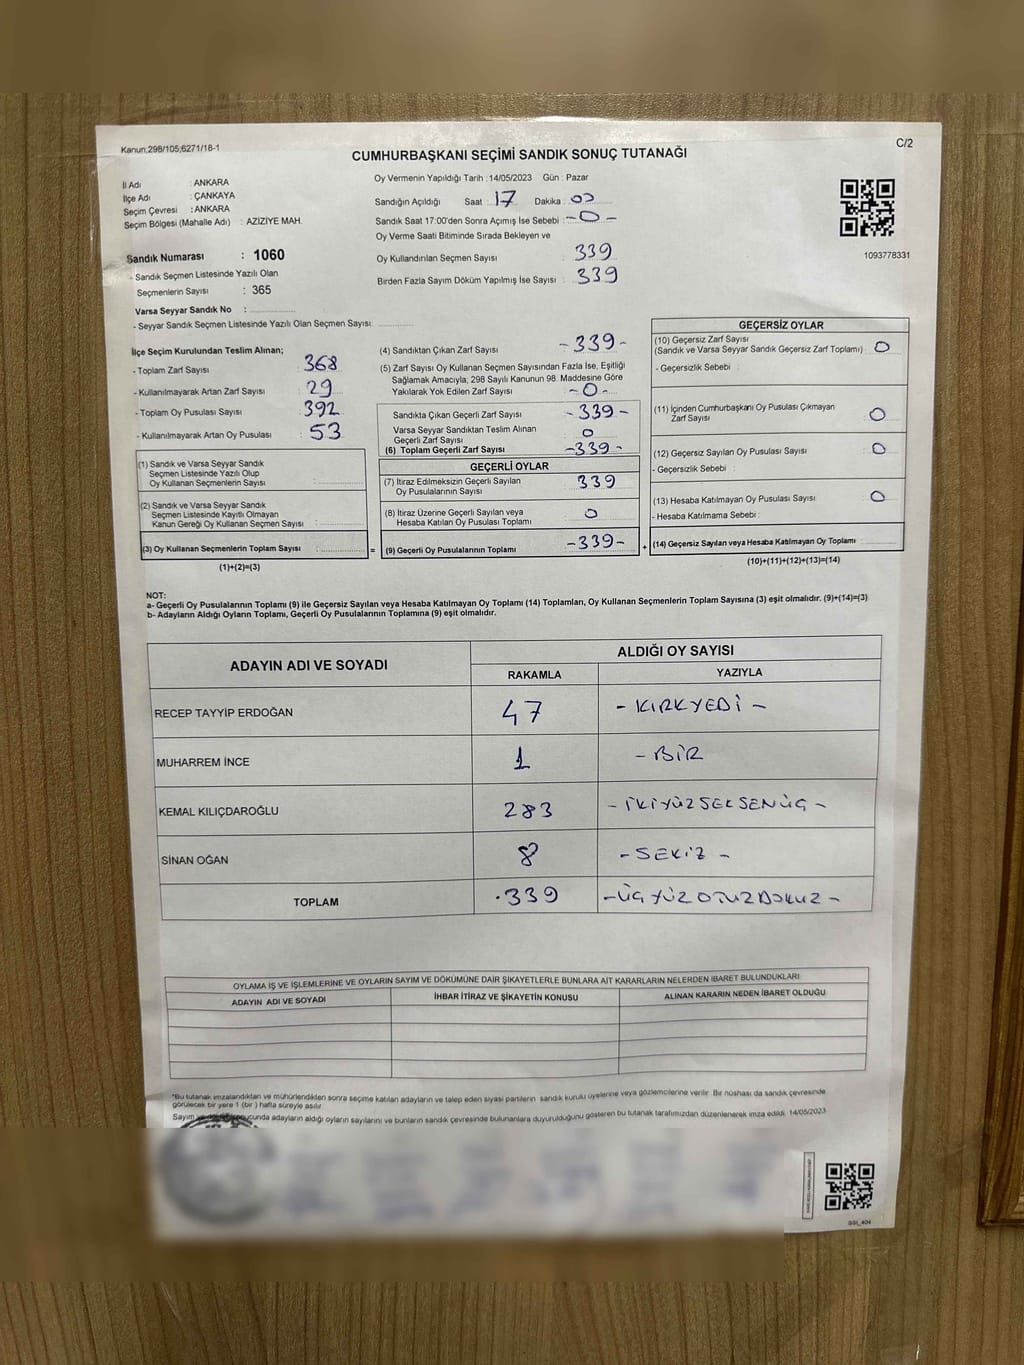 Kanun:298/105;6271/18-1
C/2
CUMHURBAŞKANI SEÇİMİ SANDIK SONUÇ TUTANAĞI
İl Adı : ANKARA
İlçe Adı : ÇANKAYA
Seçim Çevresi : ANKARA
Seçim Bölgesi (Mahalle Adı) : AZİZİYE MAH.
Sandık Numarası : 1060
- Sandık Seçmen Listesinde Yazılı Olan
Seçmenlerin Sayısı : 365
Varsa Seyyar Sandık No :
- Seyyar Sandık Seçmen Listesinde Yazılı Olan Seçmen Sayısı:
Oy Vermenin Yapıldığı Tarih : 14/05/2023 Gün : Pazar
Sandığın Açıldığı Saat : 17 Dakika : 00
Sandık Saat 17:00'den Sonra Açımış İse Sebebi : -0-
Oy Verme Saati Bitiminde Sırada Bekleyen ve
Oy Kullandırılan Seçmen Sayısı : 339
Birden Fazla Sayım Döküm Yapılmış İse Sayısı : 339
1093778331
İlçe Seçim Kurulundan Teslim Alınan;
- Toplam Zarf Sayısı : 368
- Kullanılmayarak Artan Zarf Sayısı : 29
- Toplam Oy Pusulası Sayısı : 392
- Kullanılmayarak Artan Oy Pusulası : 53
(1) Sandık ve Varsa Seyyar Sandık
Seçmen Listesinde Yazılı Olup
Oy Kullanan Seçmenlerin Sayısı :
(2) Sandık ve Varsa Seyyar Sandık
Seçmen Listesinde Kayıtlı Olmayan
Kanun Gereği Oy Kullanan Seçmen Sayısı :
(3) Oy Kullanan Seçmenlerin Toplam Sayısı :
(1)+(2)=(3)
=
(4) Sandıktan Çıkan Zarf Sayısı -339-
(5) Zarf Sayısı Oy Kullanan Seçmen Sayısından Fazla İse, Eşitliği
Sağlamak Amacıyla; 298 Sayılı Kanunun 98. Maddesine Göre
Yakılarak Yok Edilen Zarf Sayısı : -0-
Sandıkta Çıkan Geçerli Zarf Sayısı : -339-
Varsa Seyyar Sandıktan Teslim Alınan
Geçerli Zarf Sayısı : 0
(6) Toplam Geçerli Zarf Sayısı : -339-
GEÇERLİ OYLAR
(7) İtiraz Edilmeksizin Geçerli Sayılan
Oy Pusulalarının Sayısı : 339
(8) İtiraz Üzerine Geçerli Sayılan veya
Hesaba Katılan Oy Pusulası Toplamı : 0
(9) Geçerli Oy Pusulalarının Toplamı : -339-
+
GEÇERSİZ OYLAR
(10) Geçersiz Zarf Sayısı
(Sandık ve Varsa Seyyar Sandık Geçersiz Zarf Toplamı) : 0
- Geçersizlik Sebebi :
(11) İçinden Cumhurbaşkanı Oy Pusulası Çıkmayan
Zarf Sayısı : 0
(12) Geçersiz Sayılan Oy Pusulası Sayısı : 0
- Geçersizlik Sebebi :
(13) Hesaba Katılmayan Oy Pusulası Sayısı : 0
- Hesaba Katılmama Sebebi :
(14) Geçersiz Sayılan veya Hesaba Katılmayan Oy Toplamı :
(10)+(11)+(12)+(13)=(14)
NOT:
a- Geçerli Oy Pusulalarının Toplamı (9) ile Geçersiz Sayılan veya Hesaba Katılmayan Oy Toplamı (14) Toplamları, Oy Kullanan Seçmenlerin Toplam Sayısına (3) eşit olmalıdır. (9)+(14)=(3)
b- Adayların Aldığı Oyların Toplamı, Geçerli Oy Pusulalarının Toplamına (9) eşit olmalıdır.
ADAYIN ADI VE SOYADI
ALDIĞI OY SAYISI
RAKAMLA YAZIYLA
RECEP TAYYİP ERDOĞAN 47 - KIRKYEDİ -
MUHARREM İNCE 1 - BİR
KEMAL KILIÇDAROĞLU 283 - İKİYÜZSEKSENÜÇ -
SİNAN OĞAN 8 - SEKİZ -
TOPLAM .339 - ÜÇYÜZOTUZDOKUZ -
OYLAMA İŞ VE İŞLEMLERİNE VE OYLARIN SAYIM VE DÖKÜMÜNE DAİR ŞİKAYETLERLE BUNLARA AİT KARARLARIN NELERDEN İBARET BULUNDUKLARI
ADAYIN ADI VE SOYADI İHBAR İTİRAZ VE ŞİKAYETİN KONUSU ALINAN KARARIN NEDEN İBARET OLDUĞU
*Bu tutanak imzalandıktan ve mühürlendikten sonra seçime katılan adayların ve talep eden siyasi partilerin sandık kurulu üyelerine veya gözlemcilerine verilir. Bir nüshası da sandık çevresinde
görülecek bir yere 1 (bir ) hafta süreyle asılır.
Sayım ve adayların aldığı oyların sayılarını ve bunların sandık çevresinde bulunanlara duyurulduğunu gösteren bu tutanak tarafımızdan düzenlenerek imza edildi. 14/05/2023